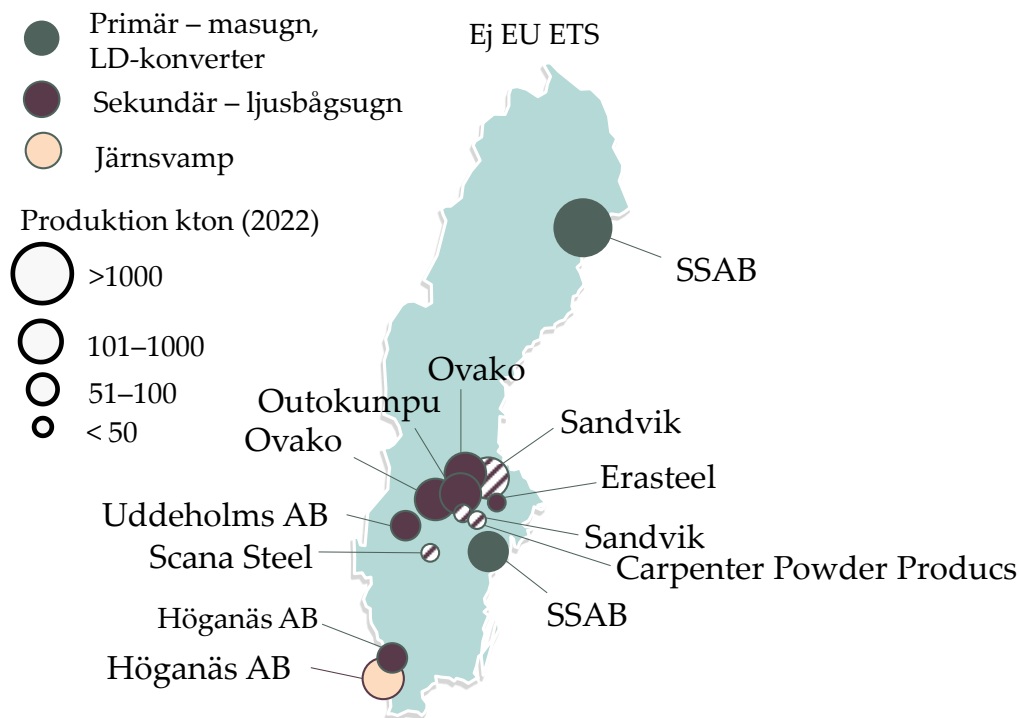 Primär – masugn,
LD-konverter
Ej EU ETS
Sekundär – ljusbågsugn
Järnsvamp
Produktion kton (2022)
>1000
101–1000
51–100
< 50
SSAB
Ovako
Outokumpu
Ovako
Sandvik
Erasteel
Uddeholms AB
Sandvik
Scana Steel
Carpenter Powder Producs
SSAB
Höganäs AB
Höganäs AB